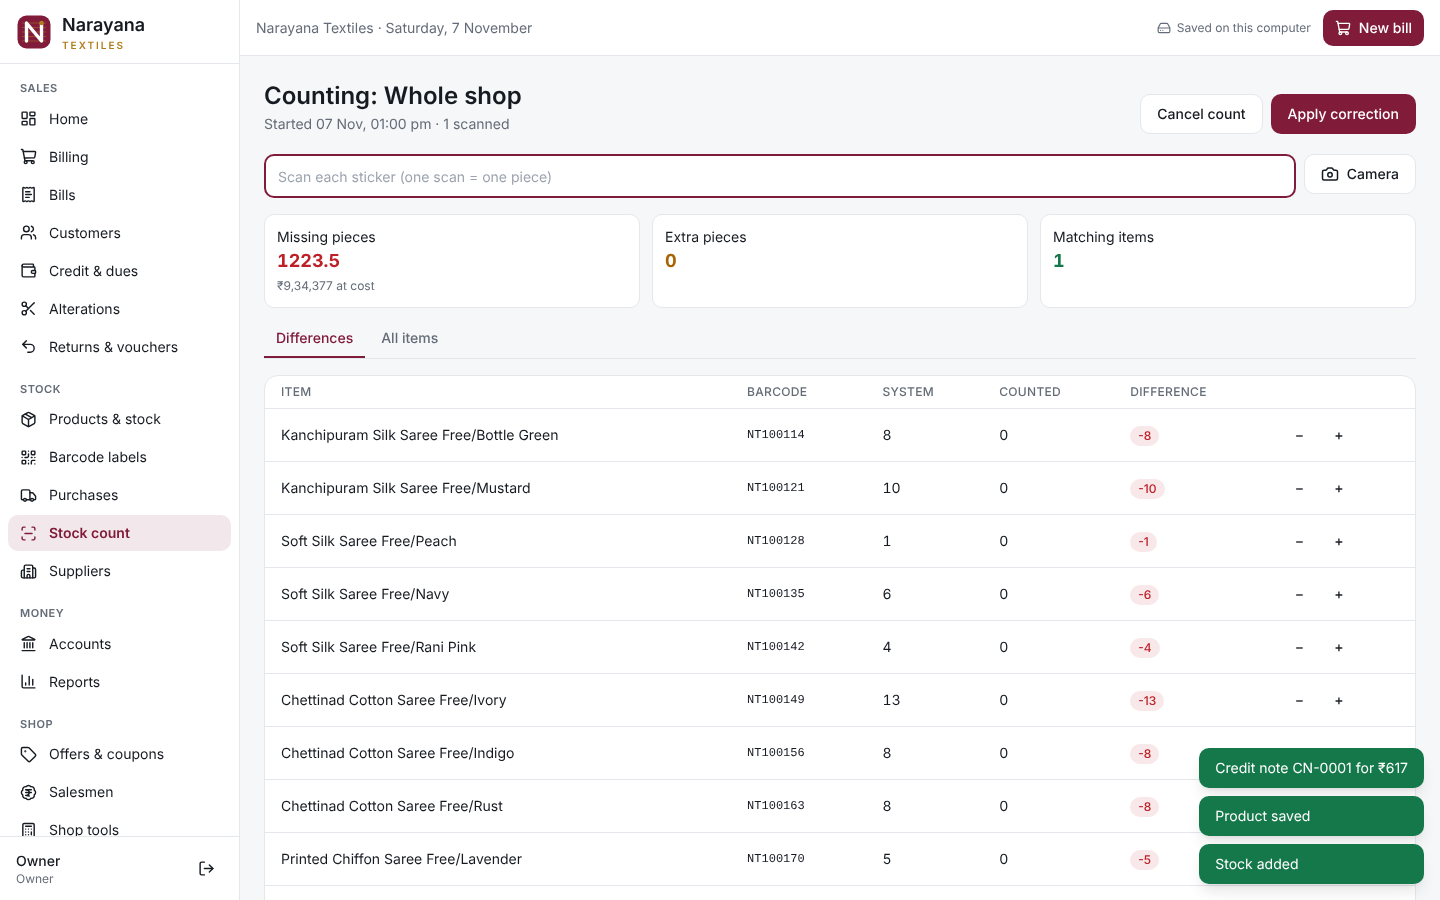 Narayana
TEXTILES
SALES
Home
Billing
Bills
Customers
Credit & dues
Alterations
Returns & vouchers
STOCK
Products & stock
Barcode labels
Purchases
Stock count
Suppliers
MONEY
Accounts
Reports
SHOP
Offers & coupons
Salesmen
Shop tools
Owner
Owner
Narayana Textiles · Saturday, 7 November
Saved on this computer
New bill
Counting: Whole shop
Started 07 Nov, 01:00 pm · 1 scanned
Cancel count
Apply correction
Scan each sticker (one scan = one piece)
Camera
Missing pieces
1223.5
₹9,34,377 at cost
Extra pieces
0
Matching items
1
Differences All items
ITEM BARCODE SYSTEM COUNTED DIFFERENCE
Kanchipuram Silk Saree Free/Bottle Green NT100114 8 0 -8 − +
Kanchipuram Silk Saree Free/Mustard NT100121 10 0 -10 − +
Soft Silk Saree Free/Peach NT100128 1 0 -1 − +
Soft Silk Saree Free/Navy NT100135 6 0 -6 − +
Soft Silk Saree Free/Rani Pink NT100142 4 0 -4 − +
Chettinad Cotton Saree Free/Ivory NT100149 13 0 -13 − +
Chettinad Cotton Saree Free/Indigo NT100156 8 0 -8
Chettinad Cotton Saree Free/Rust NT100163 8 0 -8
Printed Chiffon Saree Free/Lavender NT100170 5 0 -5
Credit note CN-0001 for ₹617
Product saved
Stock added